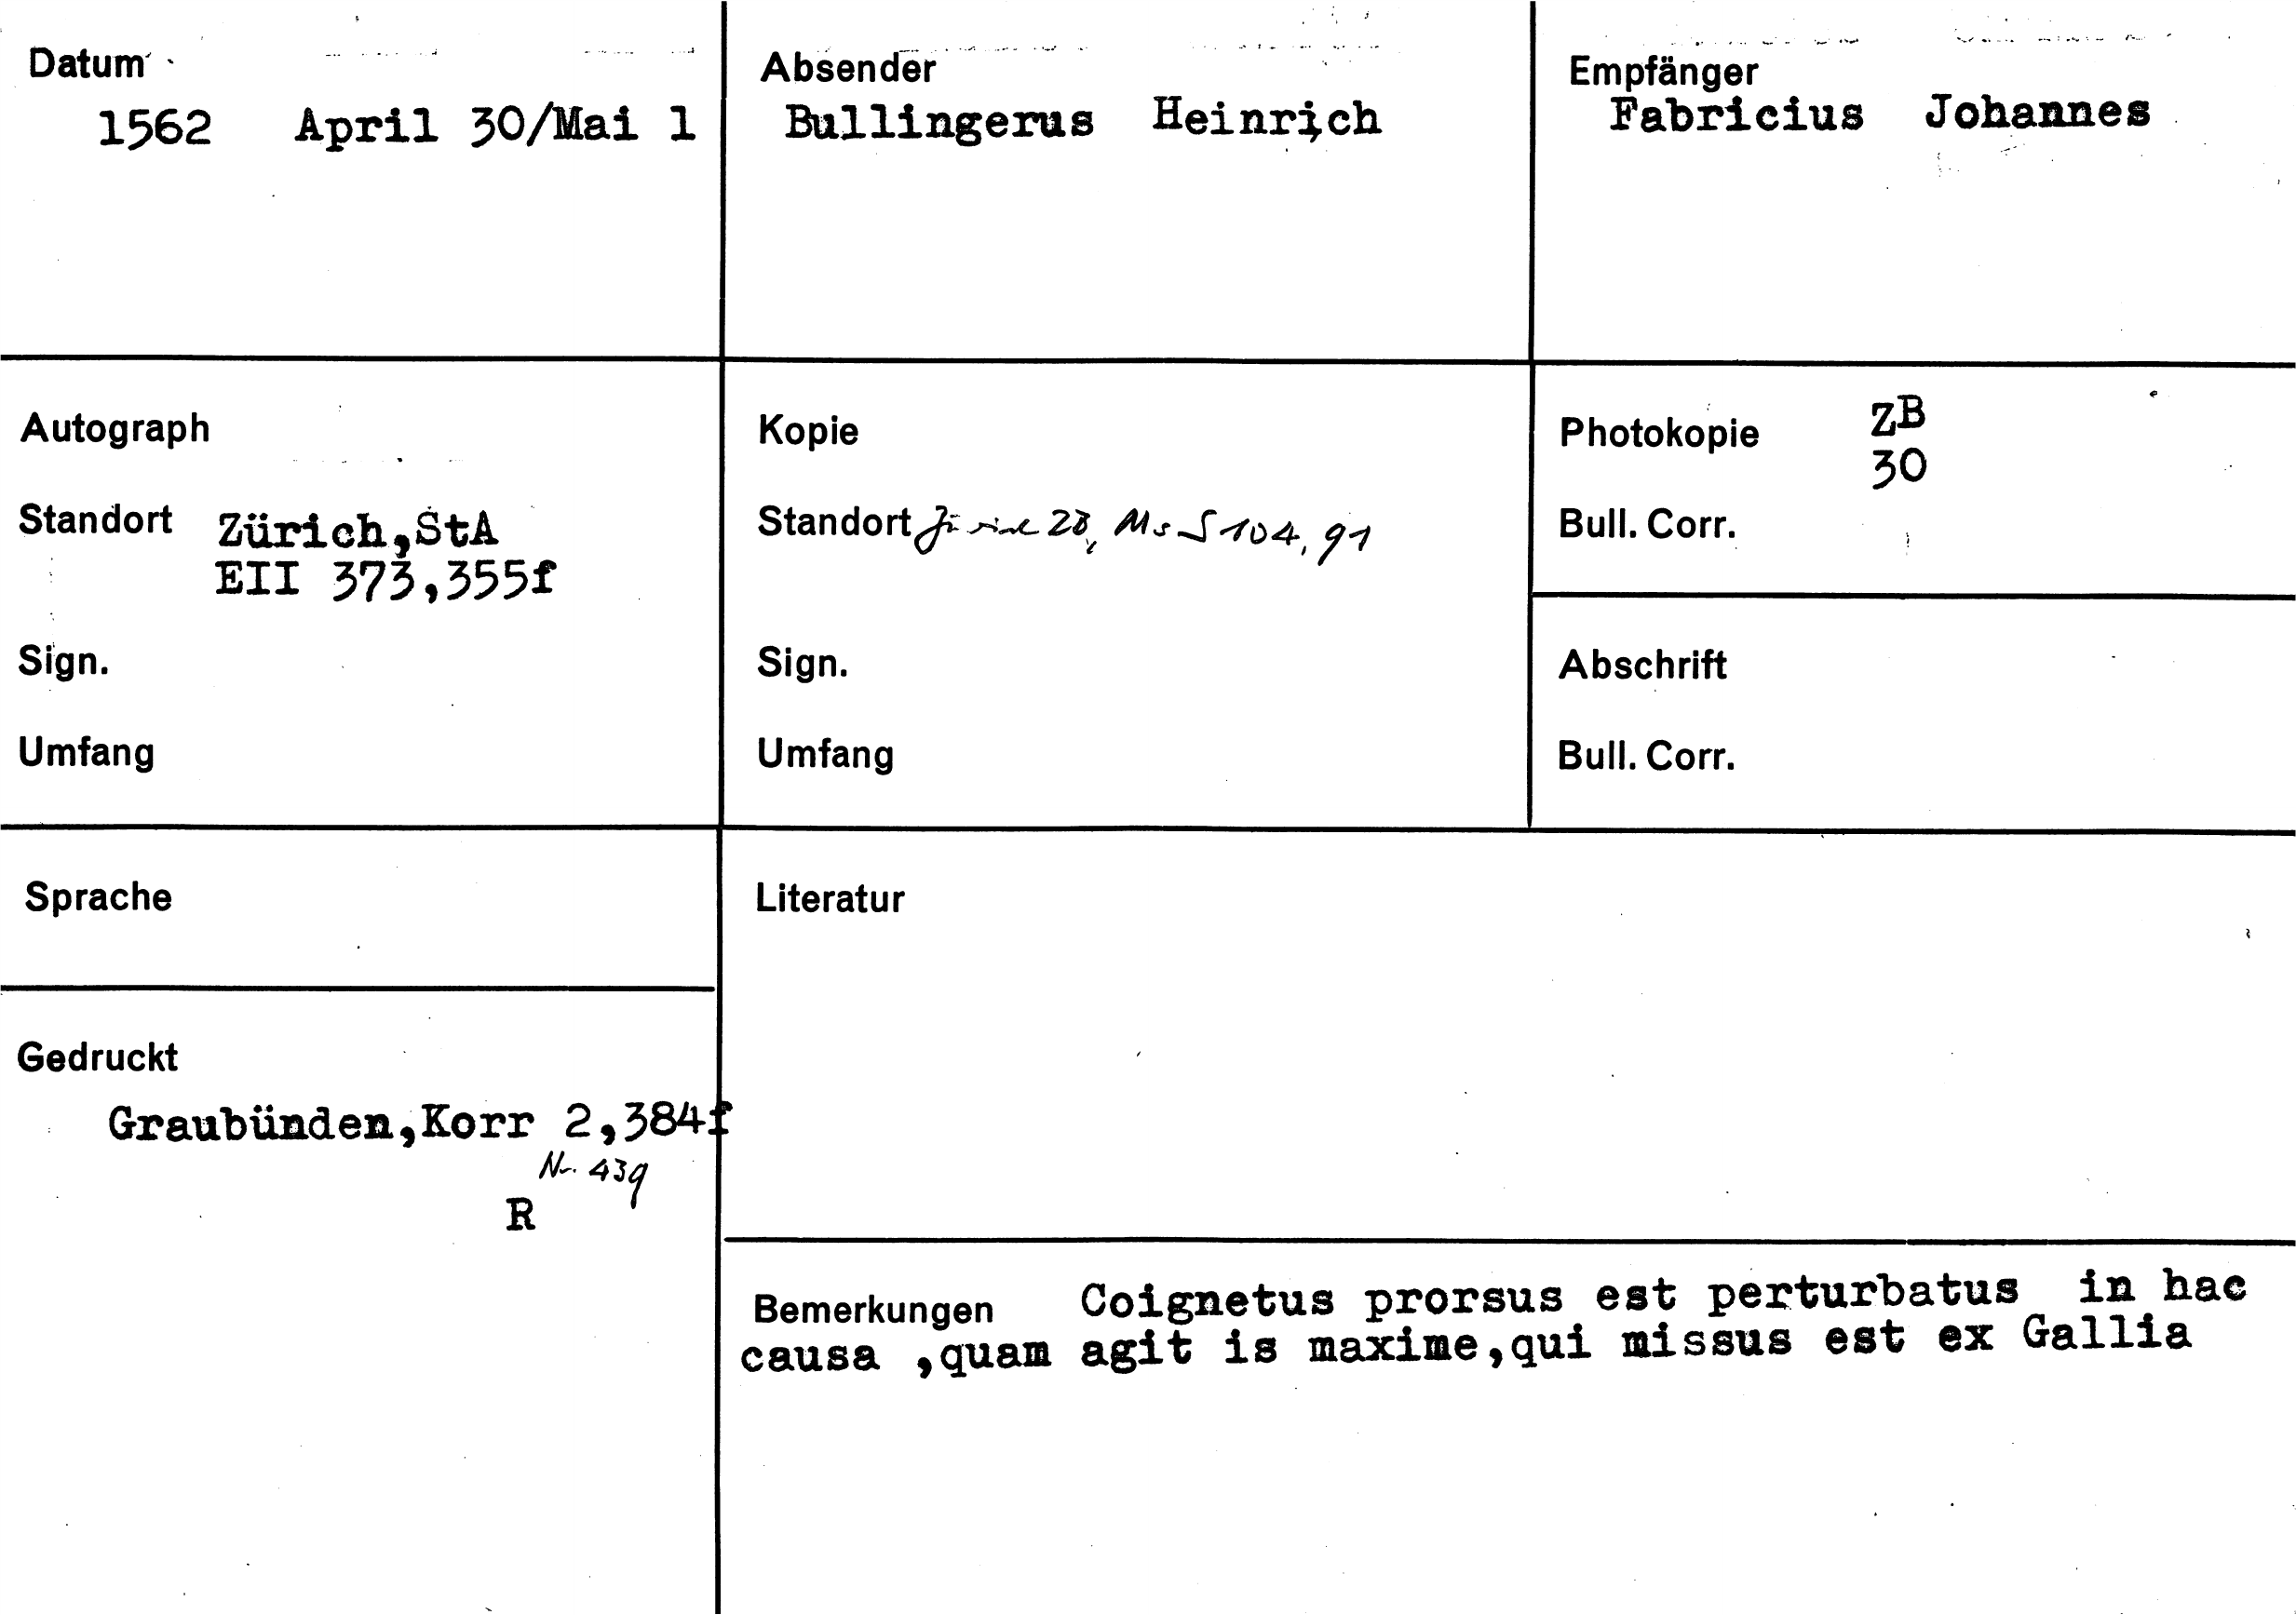 Datum
1562 April 30/Mai 1
Absender
Bullingerus Heinrich
Empfänger
Fabricius Johannes
Autograph
Standort Zürich,StA
EII 373,355f
Sign.
Umfang
Kopie
Standort Zürich ZB, Ms S 104, 91
Sign.
Umfang
Photokopie ZB
30
Bull. Corr.
Abschrift
Bull. Corr.
Sprache
Literatur
Gedruckt
Graubünden,Korr 2,384f
Nr. 439
R
Bemerkungen Coignetus prorsus est perturbatus in hac
causa ,quam agit is maxime,qui missus est ex Gallia